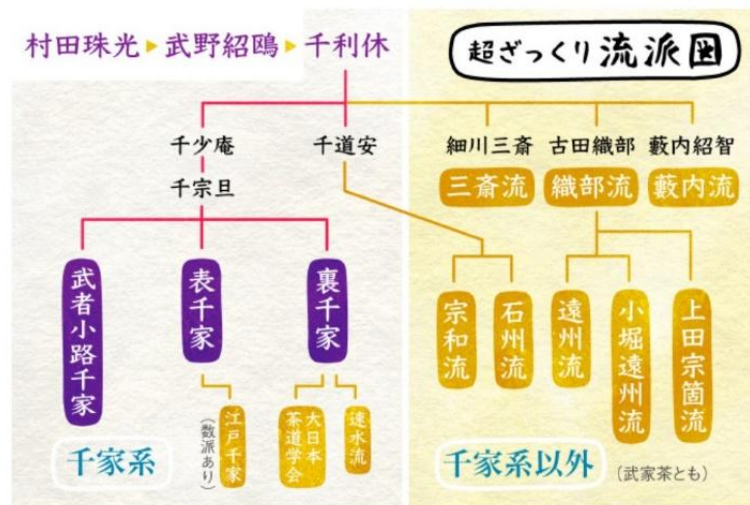 村田珠光▶武野紹鴎▶千利休
超ざっくり流派図
千少庵
千道安
細川三斎
古田織部
藪内紹智
千宗旦
三斎流
織部流
藪内流
武者小路千家
表千家
裏千家
宗和流
石州流
遠州流
小堀遠州流
上田宗箇流
江戸千家
(数派あり)
大日本
茶道学会
速水流
千家系
千家系以外
(武家茶とも)